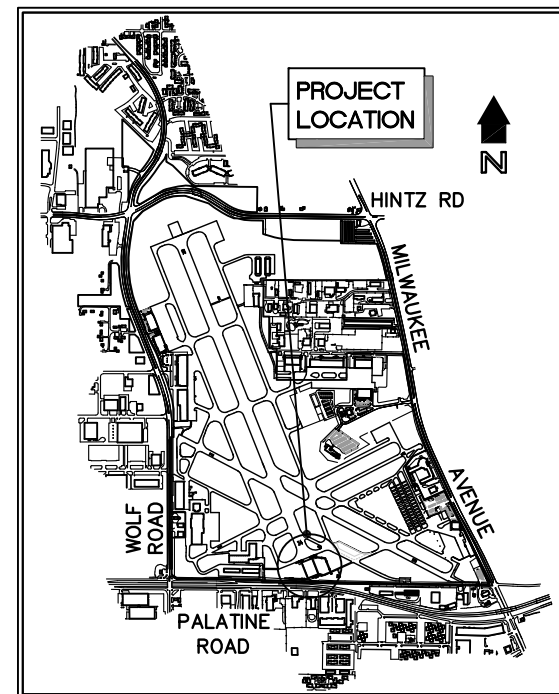 PROJECT
LOCATION
N
HINTZ RD
MILWAUKEE
AVENUE
WOLF
ROAD
PALATINE
ROAD